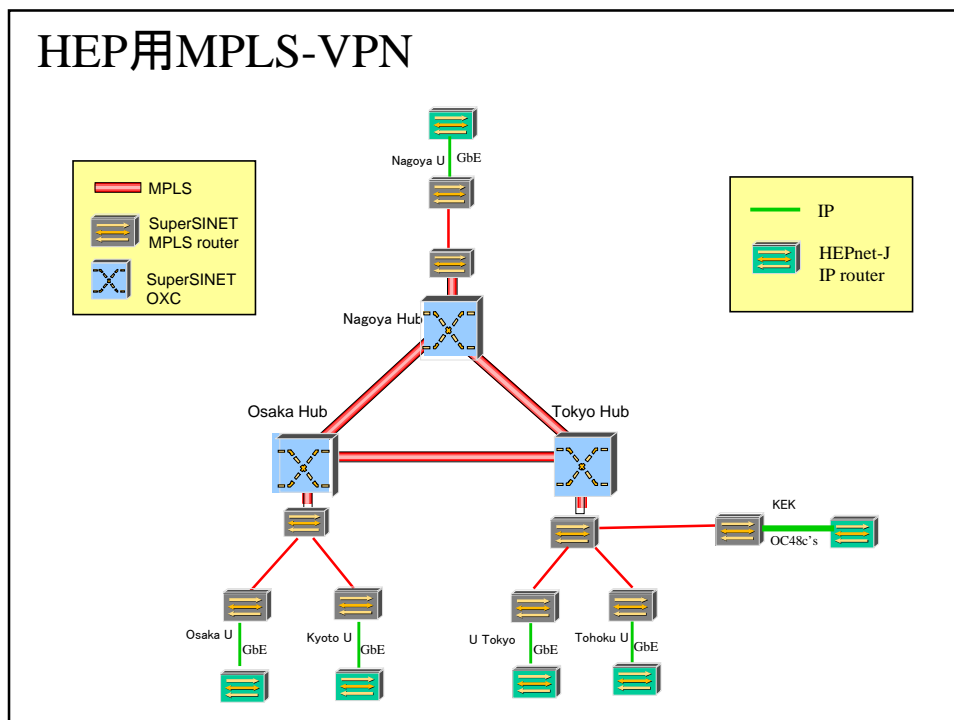 HEP用MPLS-VPN
Nagoya U
GbE
MPLS
SuperSINET
MPLS router
SuperSINET
OXC
IP
HEPnet-J
IP router
Nagoya Hub
Osaka Hub
Tokyo Hub
KEK
OC48c's
Osaka U
GbE
Kyoto U
GbE
U Tokyo
GbE
Tohoku U
GbE